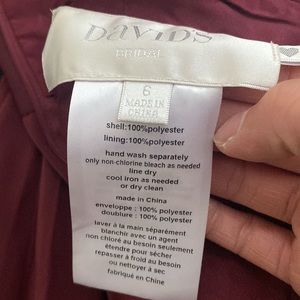 DAVID'S
BRIDAL
6
MADE IN
CHINA
shell:100%polyester
lining:100%polyester
hand wash separately
only non-chlorine bleach as needed
line dry
cool iron as needed
or dry clean
made in China
enveloppe : 100% polyester
doublure : 100% polyester
laver à la main séparement
blanchir avec un agent
non chloré au besoin seulement
étendre pour sécher
repasser à froid au besoin
ou nettoyer à sec
fabriqué en Chine